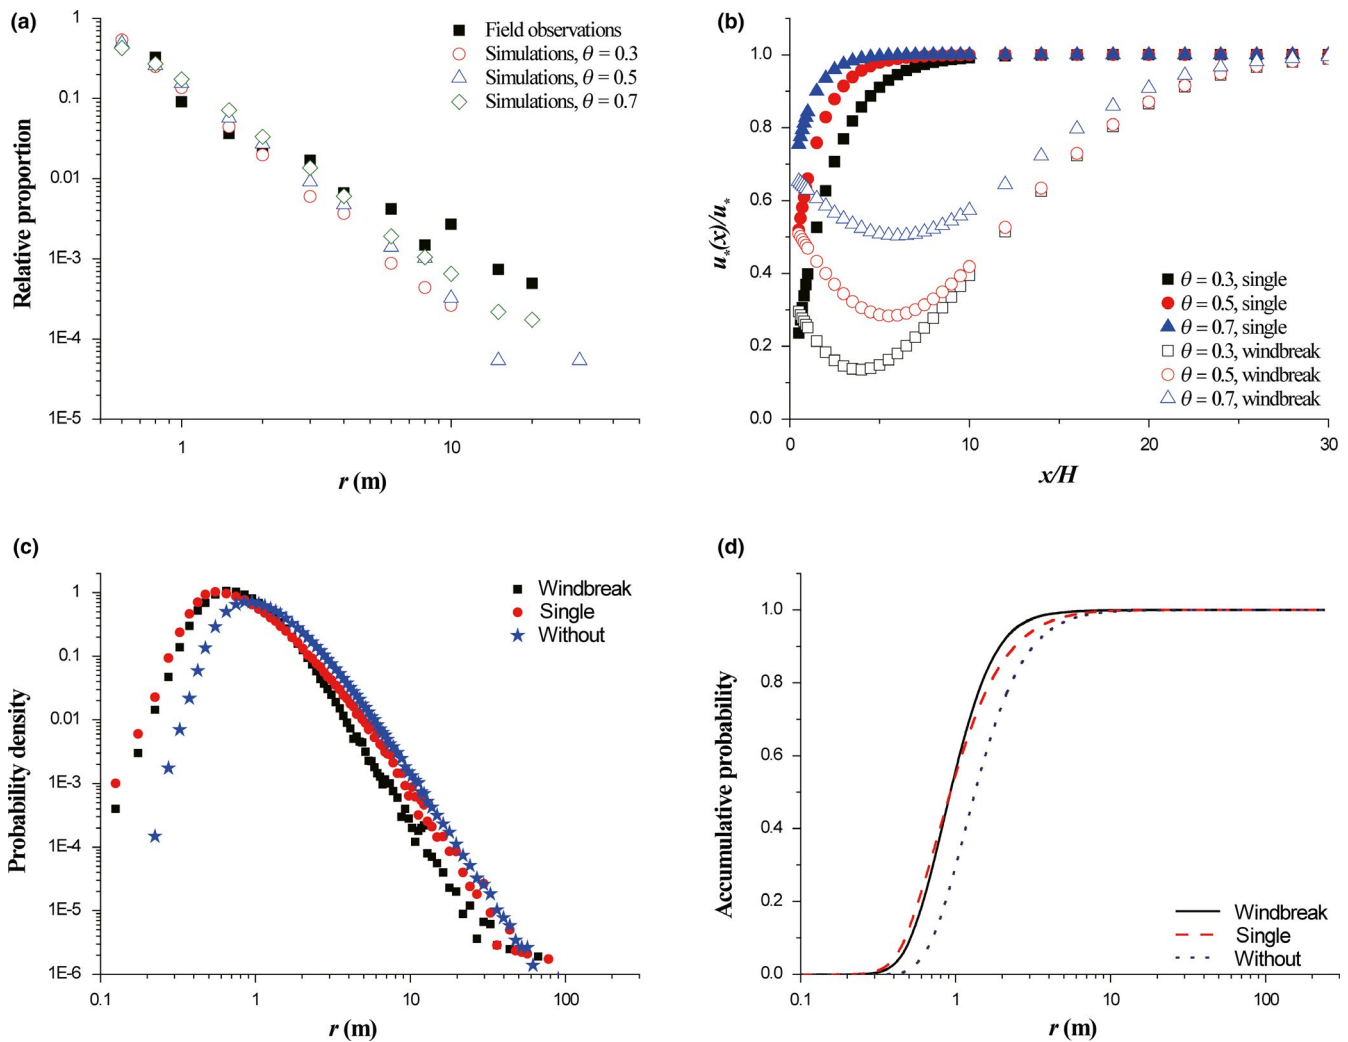 (a)
Relative proportion
1
0.1
0.01
1E-3
1E-4
1E-5
1
10
r (m)
Field observations
Simulations, θ = 0.3
Simulations, θ = 0.5
Simulations, θ = 0.7
(b)
u*(x)/u*
1.0
0.8
0.6
0.4
0.2
0.0
0
10
20
30
x/H
θ = 0.3, single
θ = 0.5, single
θ = 0.7, single
θ = 0.3, windbreak
θ = 0.5, windbreak
θ = 0.7, windbreak
(c)
Probability density
1
0.1
0.01
1E-3
1E-4
1E-5
1E-6
0.1
1
10
100
r (m)
Windbreak
Single
Without
(d)
Accumulative probability
1.0
0.8
0.6
0.4
0.2
0.0
0.1
1
10
100
r (m)
Windbreak
Single
Without